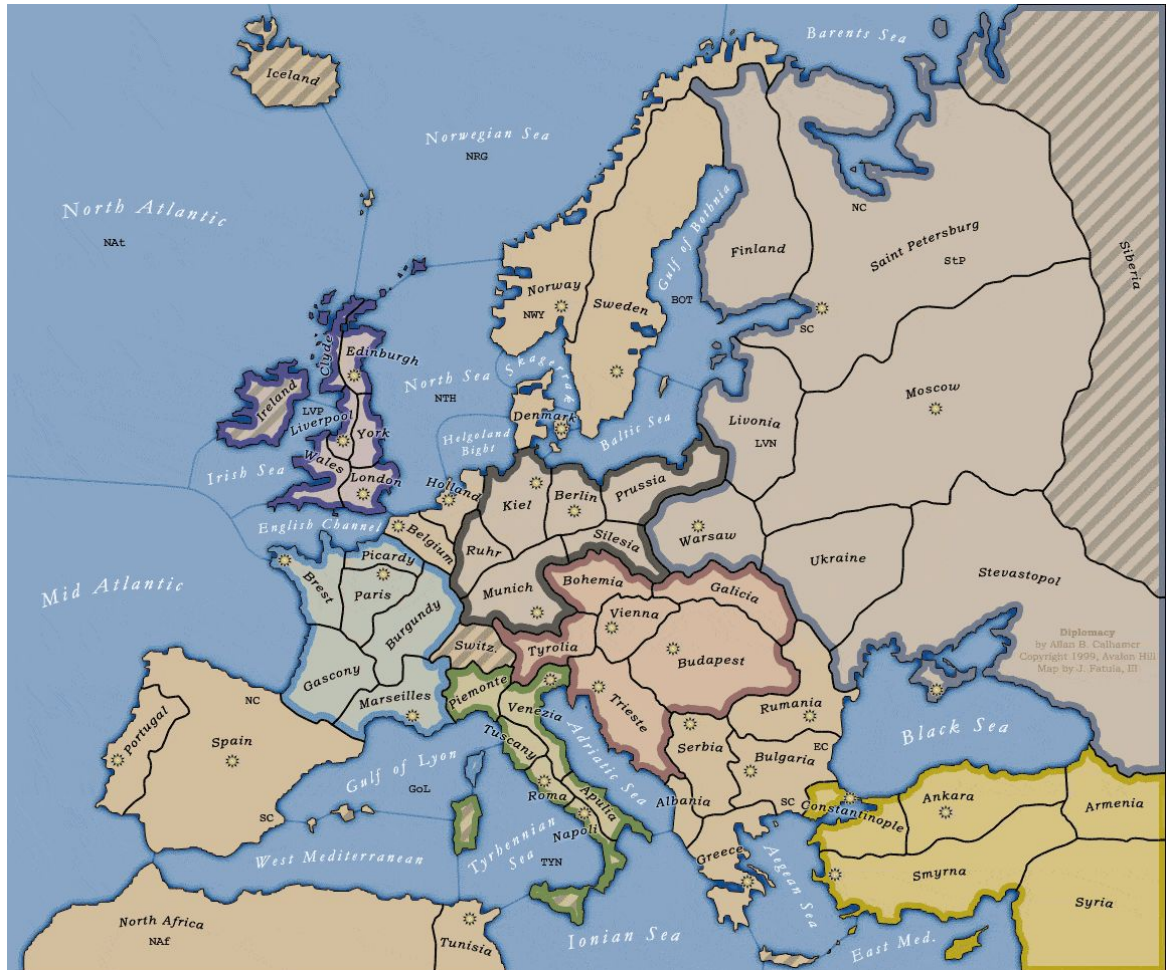 Barents Sea
Iceland
Norwegian Sea
NRG
North Atlantic
NAt
NC
Saint Petersburg
StP
Siberia
Finland
Gulf of Bothnia
BOT
Norway
NWY
Sweden
SC
Clyde
Edinburgh
North Sea
NTH
Skagerrak
Moscow
Ireland
LVP
Liverpool
York
Denmark
Baltic Sea
Livonia
LVN
Helgoland
Bight
Irish Sea
Wales
London
Holland
Kiel
Berlin
Prussia
English Channel
Belgium
Ruhr
Silesia
Warsaw
Ukraine
Stevastopol
Mid Atlantic
Brest
Picardy
Paris
Burgundy
Munich
Bohemia
Galicia
Vienna
Switz.
Tyrolia
Budapest
Diplomacy
by Allan B. Calhamer
Copyright 1999, Avalon Hill
Map by J. Fatula, III
Gascony
Marseilles
Piemonte
Venezia
Trieste
Rumania
Black Sea
NC
Portugal
Spain
Gulf of Lyon
GoL
Tuscany
Adriatic Sea
Serbia
Bulgaria
EC
SC
Roma
Apulia
Napoli
Albania
SC
Constantinople
Ankara
Armenia
West Mediterranean
Tyrhennian
Sea
TYN
Greece
Aegean Sea
Smyrna
Syria
North Africa
NAf
Tunisia
Ionian Sea
East Med.